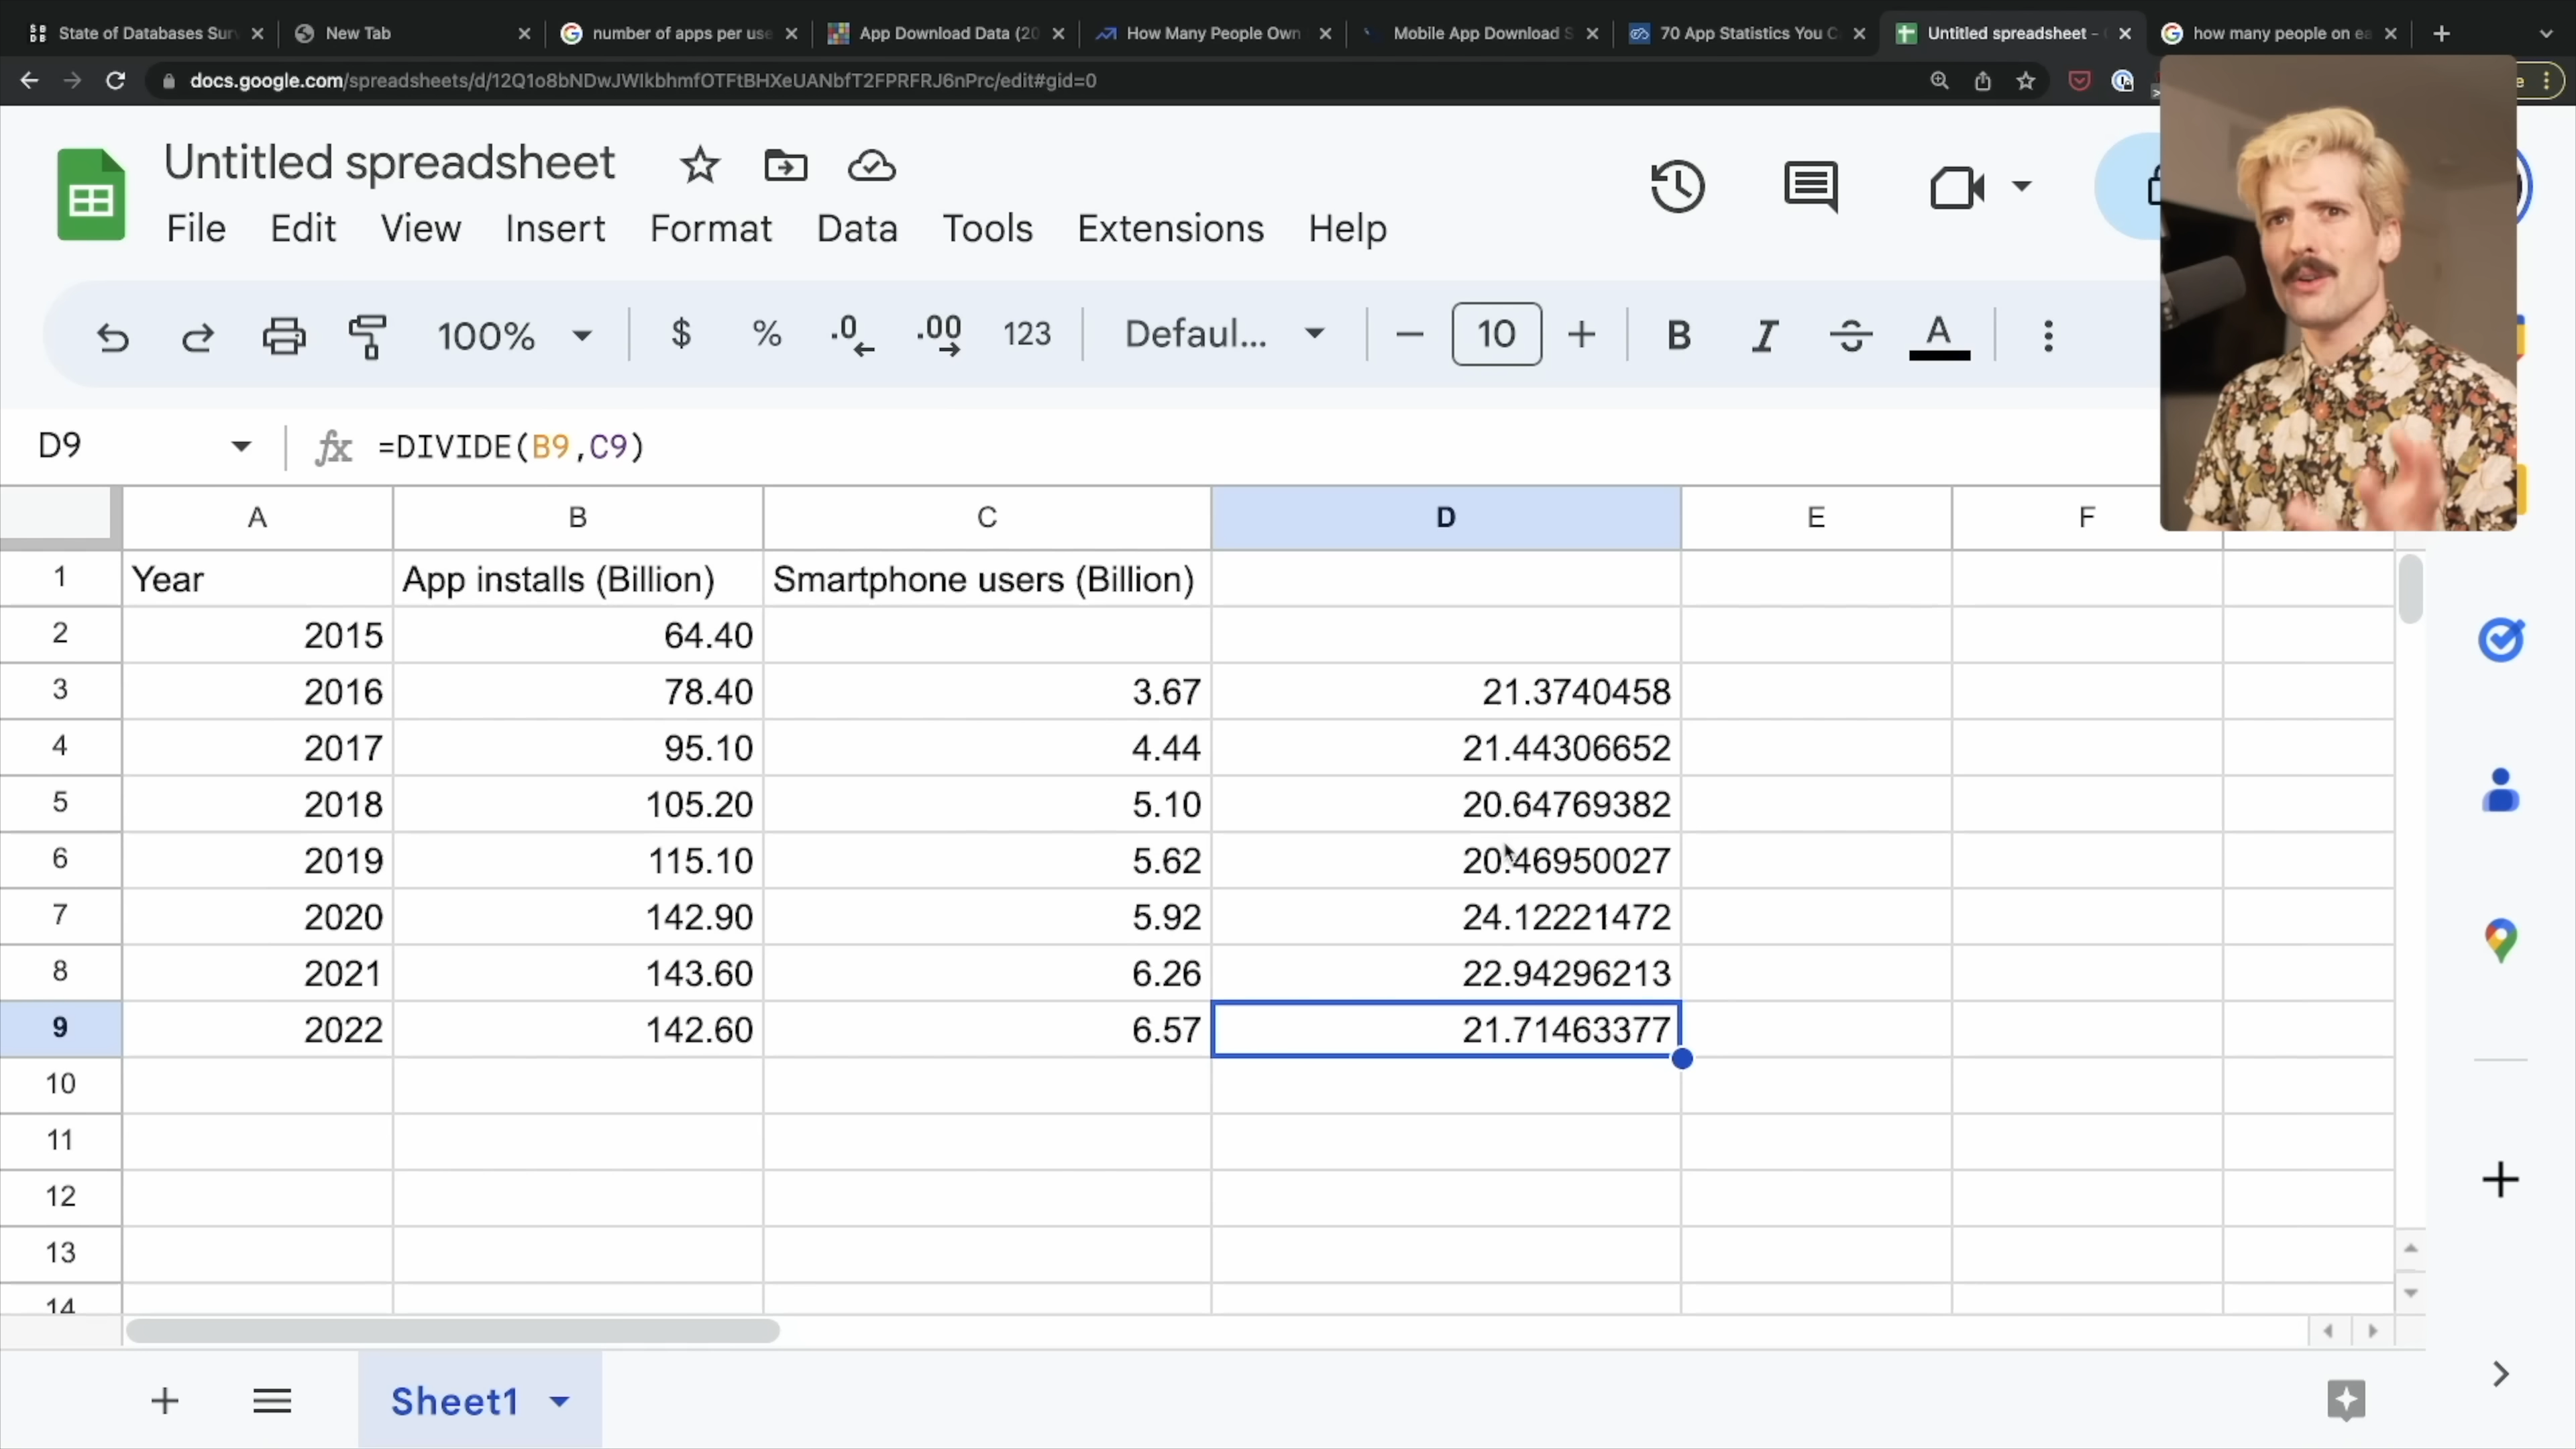 State of Databases Sur
New Tab
number of apps per use
App Download Data (20
How Many People Own
Mobile App Download S
70 App Statistics You C
Untitled spreadsheet -
how many people on ea
docs.google.com/spreadsheets/d/12Q1o8bNDwJWIkbhmfOTFtBHXeUANbfT2FPRFRJ6nPrc/edit#gid=0
Untitled spreadsheet
File Edit View Insert Format Data Tools Extensions Help
100% $ % .0 .00 123 Defaul... 10 B I S A
D9 fx =DIVIDE(B9,C9)
A B C D E F
1 Year App installs (Billion) Smartphone users (Billion)
2 2015 64.40
3 2016 78.40 3.67 21.3740458
4 2017 95.10 4.44 21.44306652
5 2018 105.20 5.10 20.64769382
6 2019 115.10 5.62 20.46950027
7 2020 142.90 5.92 24.12221472
8 2021 143.60 6.26 22.94296213
9 2022 142.60 6.57 21.71463377
10
11
12
13
14
Sheet1